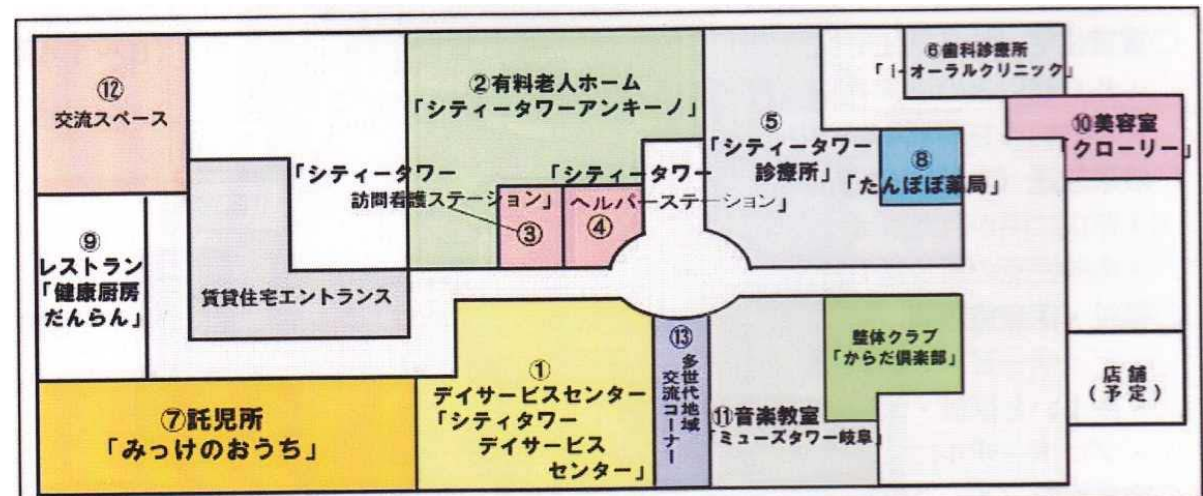 ⑫
交流スペース
②有料老人ホーム
「シティータワーアンキーノ」
⑥歯科診療所
「i-オーラルクリニック」
⑤
「シティータワー
診療所」
⑩美容室
「クローリー」
⑧
「たんぽぽ薬局」
「シティータワー
訪問看護ステーション」
③
「シティータワー
ヘルパーステーション」
④
⑨
レストラン
「健康厨房
だんらん」
賃貸住宅エントランス
⑦託児所
「みっけのおうち」
①
デイサービスセンター
「シティタワー
デイサービス
センター」
⑬
多世代地域
交流コーナー
⑪音楽教室
「ミューズタワー岐阜」
整体クラブ
「からだ倶楽部」
店舗
（予定）